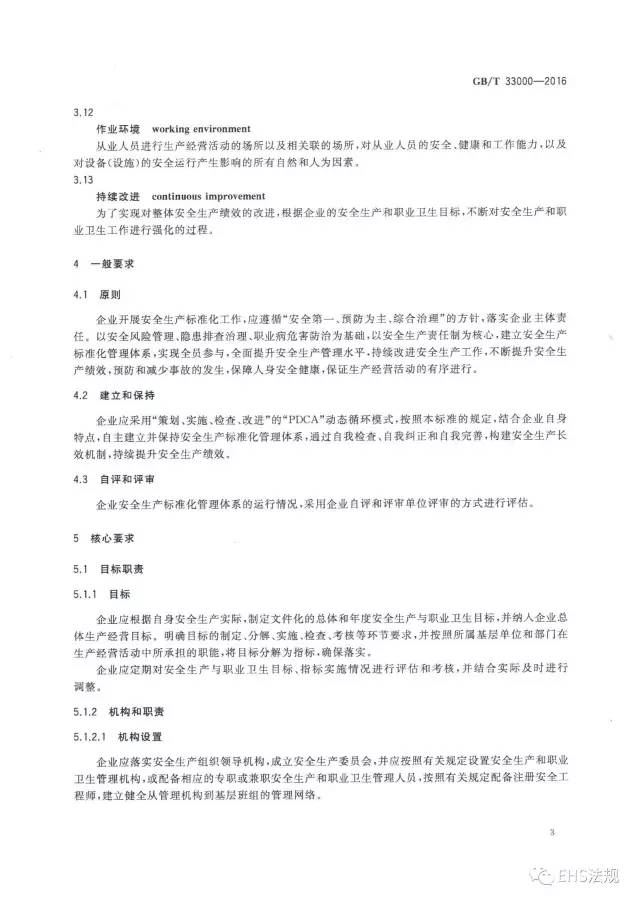 GB/T 33000—2016
3.12
作业环境 working environment
从业人员进行生产经营活动的场所以及相关联的场所,对从业人员的安全、健康和工作能力,以及
对设备(设施)的安全运行产生影响的所有自然和人为因素。
3.13
持续改进 continuous improvement
为了实现对整体安全生产绩效的改进,根据企业的安全生产和职业卫生目标,不断对安全生产和职
业卫生工作进行强化的过程。
4 一般要求
4.1 原则
企业开展安全生产标准化工作,应遵循“安全第一、预防为主、综合治理”的方针,落实企业主体责
任。以安全风险管理、隐患排查治理、职业病危害防治为基础,以安全生产责任制为核心,建立安全生产
标准化管理体系,实现全员参与,全面提升安全生产管理水平,持续改进安全生产工作,不断提升安全生
产绩效,预防和减少事故的发生,保障人身安全健康,保证生产经营活动的有序进行。
4.2 建立和保持
企业应采用“策划、实施、检查、改进”的“PDCA”动态循环模式,按照本标准的规定,结合企业自身
特点,自主建立并保持安全生产标准化管理体系,通过自我检查、自我纠正和自我完善,构建安全生产长
效机制,持续提升安全生产绩效。
4.3 自评和评审
企业安全生产标准化管理体系的运行情况,采用企业自评和评审单位评审的方式进行评估。
5 核心要求
5.1 目标职责
5.1.1 目标
企业应根据自身安全生产实际,制定文件化的总体和年度安全生产与职业卫生目标,并纳入企业总
体生产经营目标。明确目标的制定、分解、实施、检查、考核等环节要求,并按照所属基层单位和部门在
生产经营活动中所承担的职能,将目标分解为指标,确保落实。
企业应定期对安全生产与职业卫生目标、指标实施情况进行评估和考核,并结合实际及时进行
调整。
5.1.2 机构和职责
5.1.2.1 机构设置
企业应落实安全生产组织领导机构,成立安全生产委员会,并应按照有关规定设置安全生产和职业
卫生管理机构,或配备相应的专职或兼职安全生产和职业卫生管理人员,按照有关规定配备注册安全工
程师,建立健全从管理机构到基层班组的管理网络。
3
EHS法规